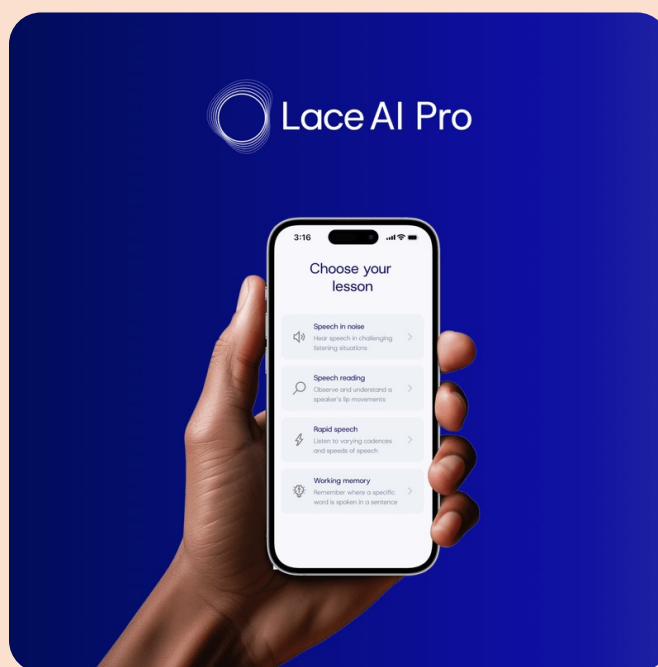 Lace AI Pro
3:16
Choose your
lesson
Speech in noise
Hear speech in challenging
listening situations
Speech reading
Observe and understand a
speaker's lip movements
Rapid speech
Listen to varying cadences
and speeds of speech
Working memory
Remember where a specific
word is spoken in a sentence